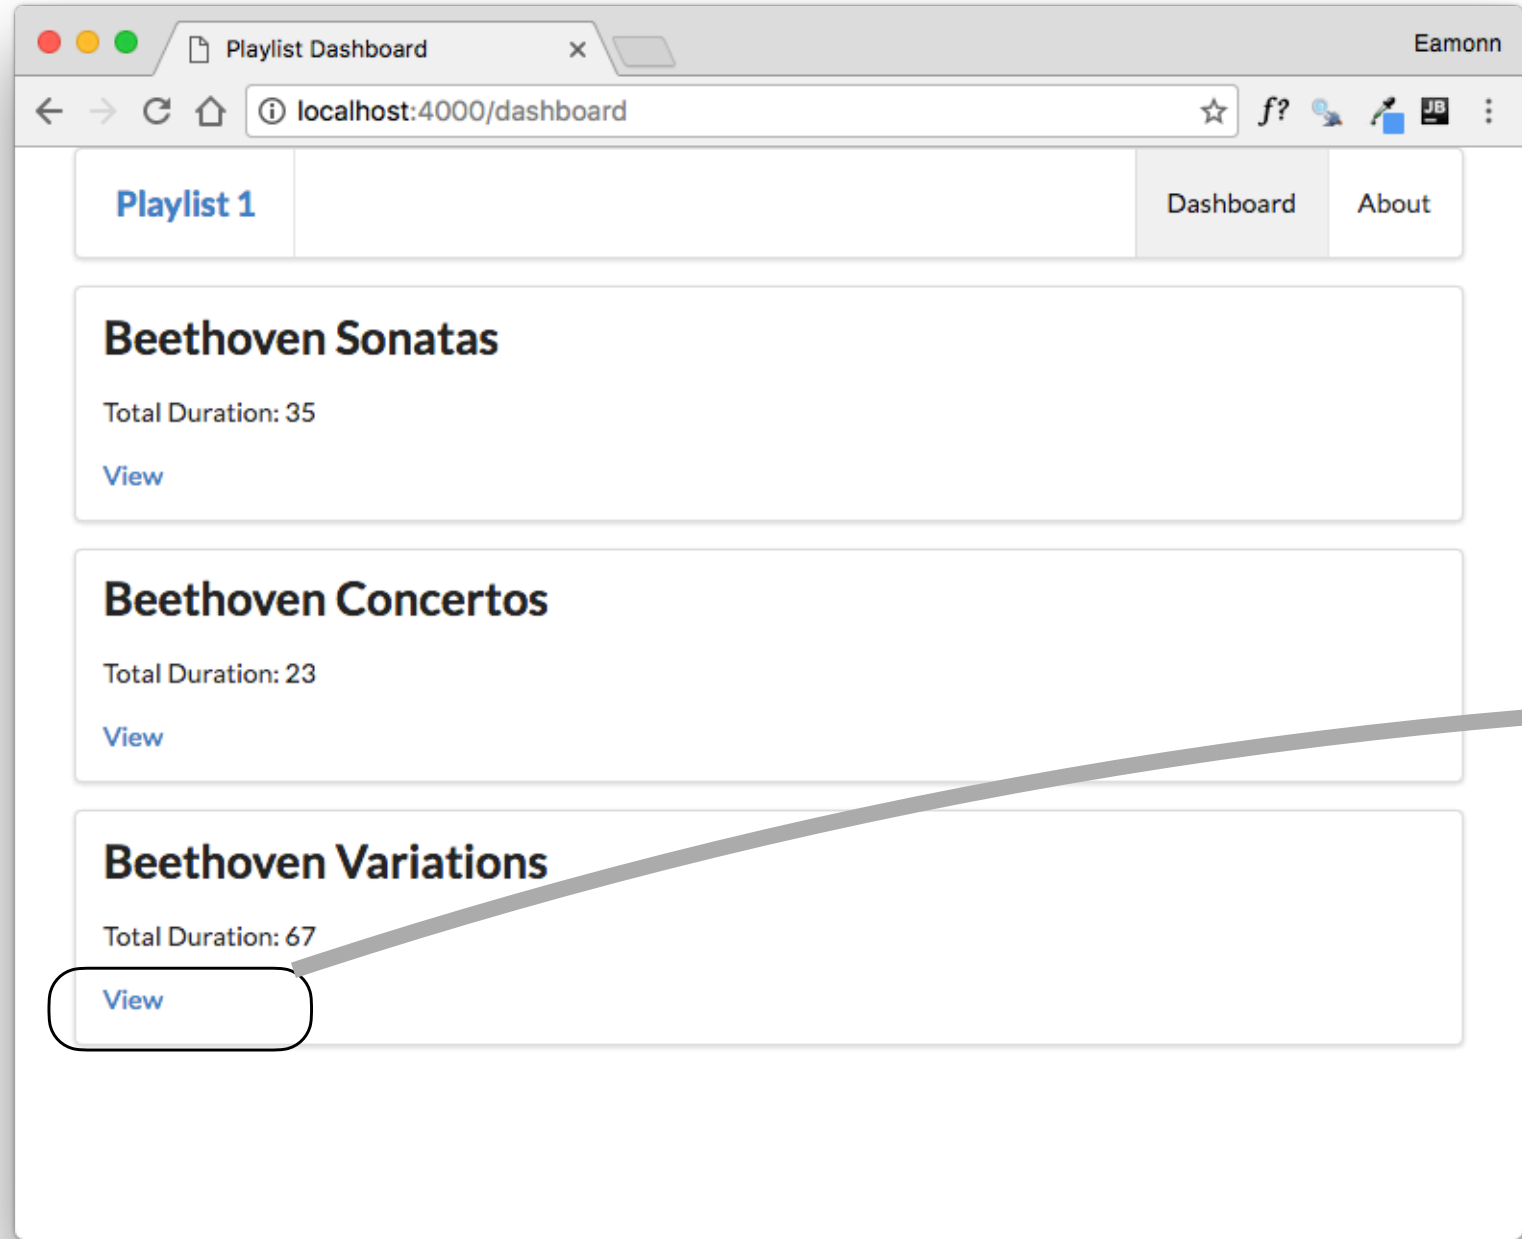 Playlist Dashboard
Eamonn
localhost:4000/dashboard
f?
JB
Playlist 1
Dashboard
About
Beethoven Sonatas
Total Duration: 35
View
Beethoven Concertos
Total Duration: 23
View
Beethoven Variations
Total Duration: 67
View